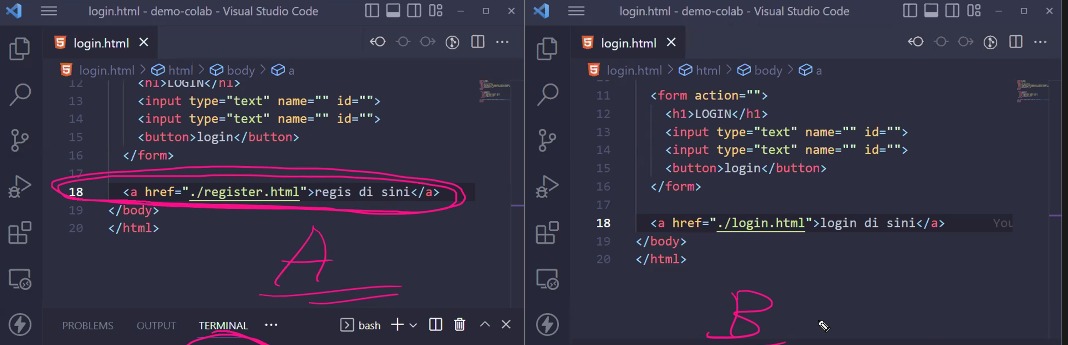 login.html - demo-colab - Visual Studio Code
login.html
login.html > html > body > a
12 <h1>LOGIN</h1>
13 <input type="text" name="" id="">
14 <input type="text" name="" id="">
15 <button>login</button>
16 </form>
17
18 <a href="./register.html">regis di sini</a>
19 </body>
20 </html>
A
PROBLEMS OUTPUT TERMINAL ... bash
login.html - demo-colab - Visual Studio Code
login.html
login.html > html > body > a
11 <form action="">
12 <h1>LOGIN</h1>
13 <input type="text" name="" id="">
14 <input type="text" name="" id="">
15 <button>login</button>
16 </form>
18 <a href="./login.html">login di sini</a> You
19 </body>
20 </html>
B